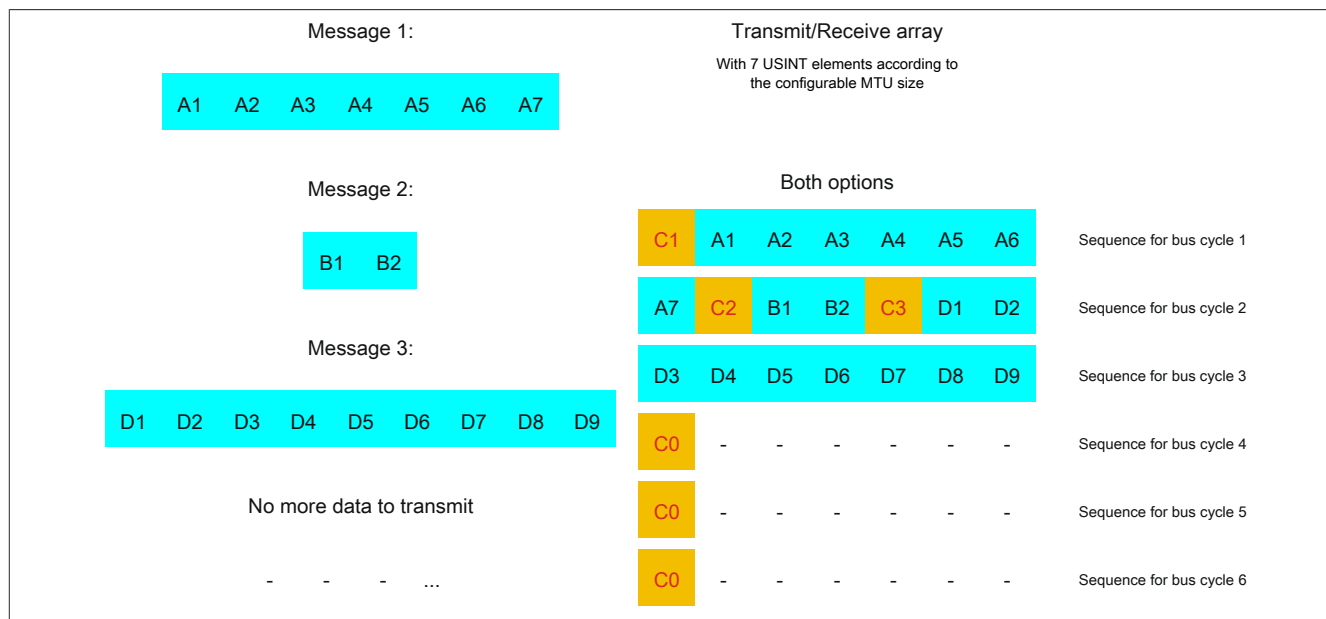 Message 1:
A1 A2 A3 A4 A5 A6 A7
Message 2:
B1 B2
Message 3:
D1 D2 D3 D4 D5 D6 D7 D8 D9
No more data to transmit
- - - ...
Transmit/Receive array
With 7 USINT elements according to
the configurable MTU size
Both options
C1 A1 A2 A3 A4 A5 A6 Sequence for bus cycle 1
A7 C2 B1 B2 C3 D1 D2 Sequence for bus cycle 2
D3 D4 D5 D6 D7 D8 D9 Sequence for bus cycle 3
C0 - - - - - - Sequence for bus cycle 4
C0 - - - - - - Sequence for bus cycle 5
C0 - - - - - - Sequence for bus cycle 6